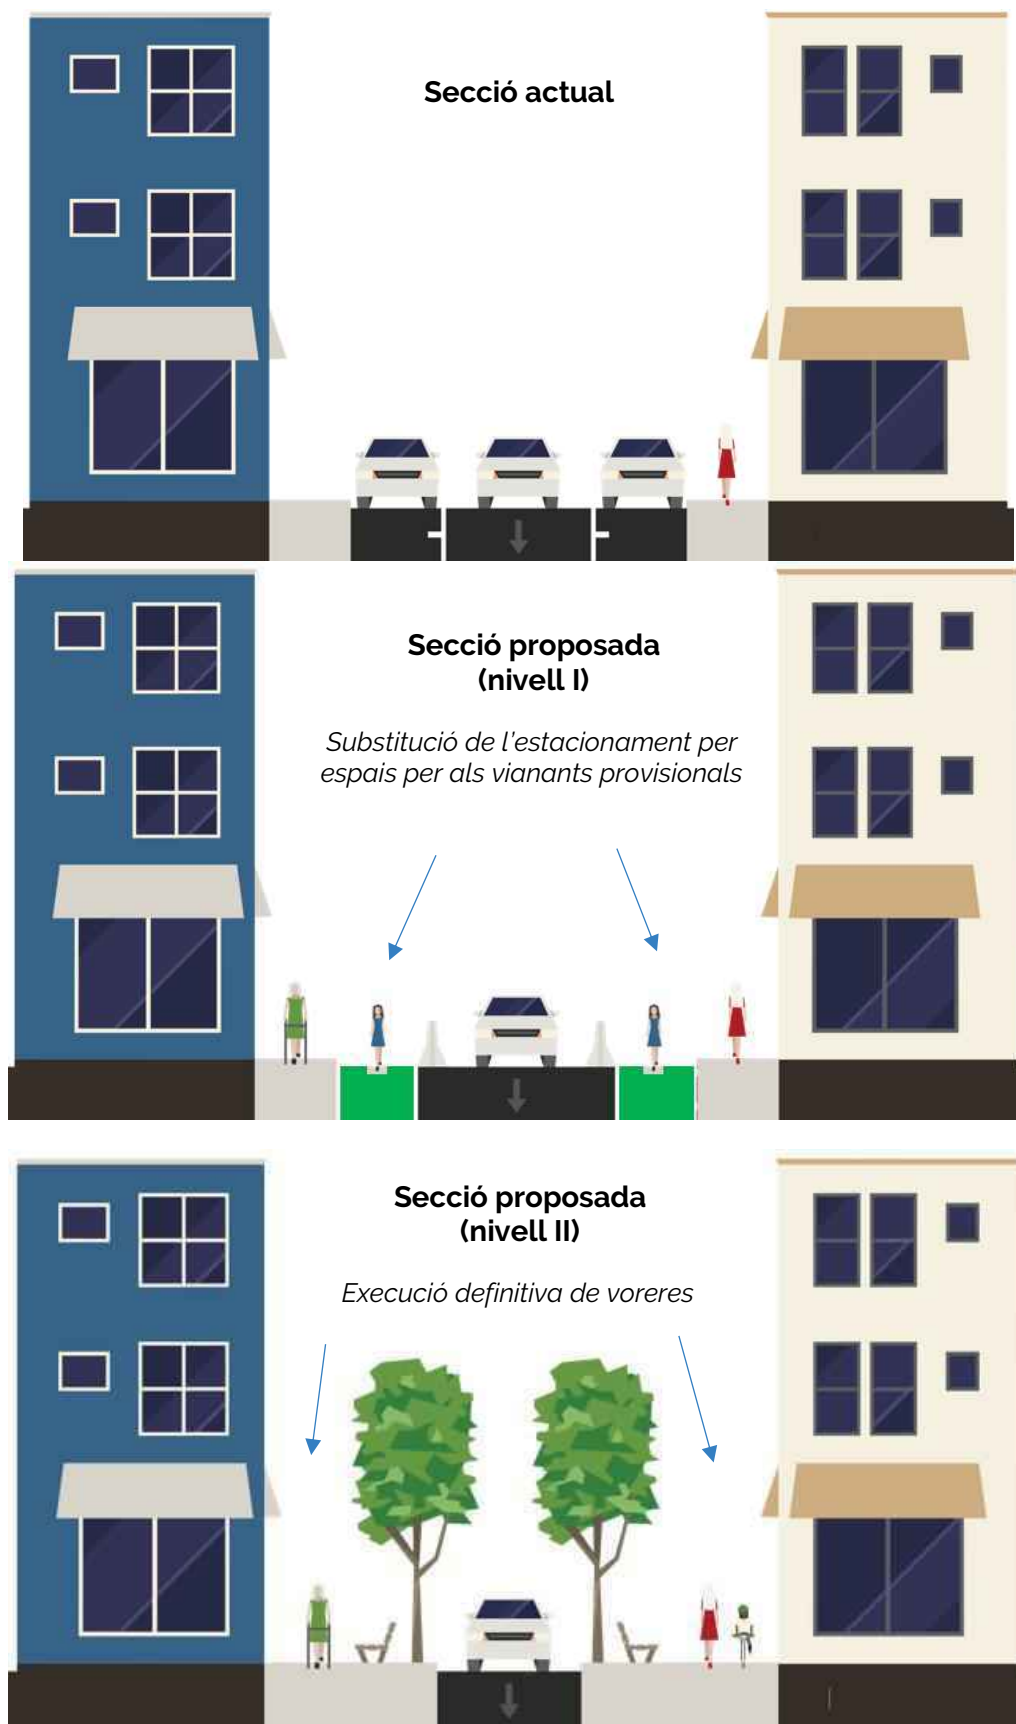 Secció actual
Secció proposada
(nivell I)
Substitució de l'estacionament per
espais per als vianants provisionals
Secció proposada
(nivell II)
Execució definitiva de voreres